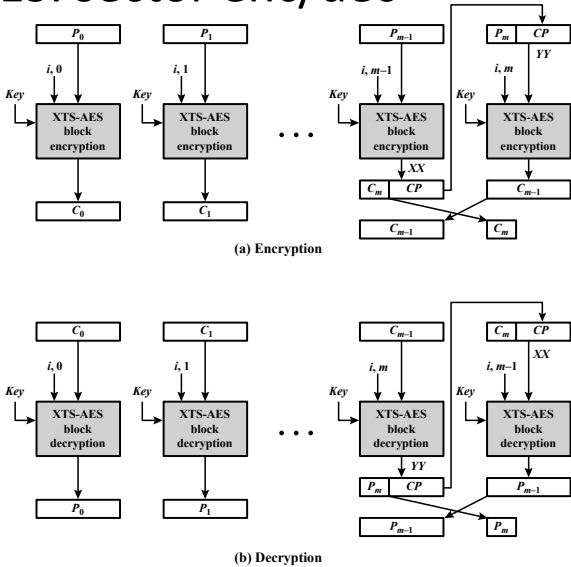 P0 P1 Pm–1 Pm CP
i, 0 i, 1 i, m–1 YY i, m
Key Key Key Key
XTS-AES block encryption XTS-AES block encryption XTS-AES block encryption XTS-AES block encryption
. . .
XX
C0 C1 Cm CP Cm–1
Cm–1 Cm
(a) Encryption
C0 C1 Cm–1 Cm CP
i, 0 i, 1 i, m XX i, m–1
Key Key Key Key
XTS-AES block decryption XTS-AES block decryption XTS-AES block decryption XTS-AES block decryption
. . .
YY
P0 P1 Pm CP Pm–1
Pm–1 Pm
(b) Decryption